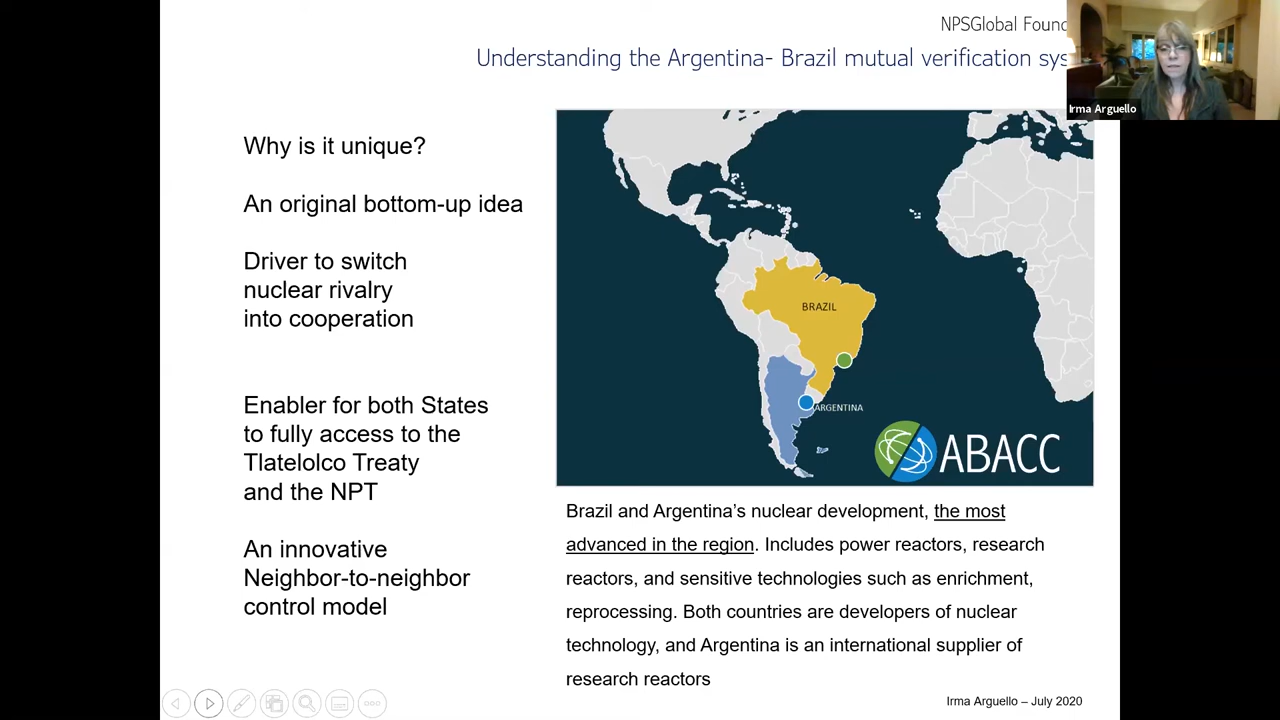 NPSGlobal
Understanding the Argentina- Brazil mutual verification
Irma Arguello
Why is it unique?
An original bottom-up idea
Driver to switch
nuclear rivalry
into cooperation
Enabler for both States
to fully access to the
Tlatelolco Treaty
and the NPT
An innovative
Neighbor-to-neighbor
control model
BRAZIL
ARGENTINA
ABACC
Brazil and Argentina’s nuclear development, the most
advanced in the region. Includes power reactors, research
reactors, and sensitive technologies such as enrichment,
reprocessing. Both countries are developers of nuclear
technology, and Argentina is an international supplier of
research reactors
Irma Arguello – July 2020